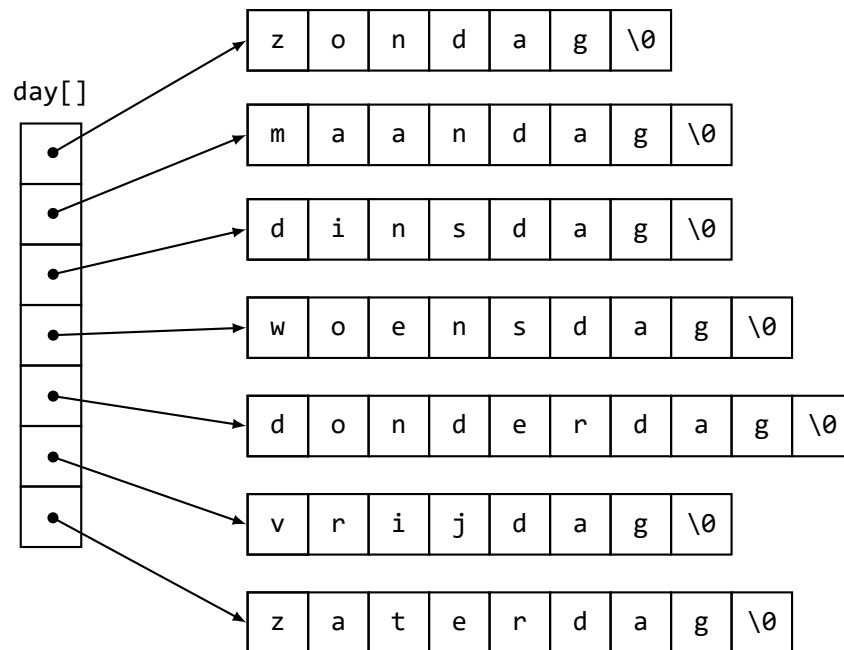 z o n d a g \0
day[]
m a a n d a g \0
d i n s d a g \0
w o e n s d a g \0
d o n d e r d a g \0
v r i j d a g \0
z a t e r d a g \0